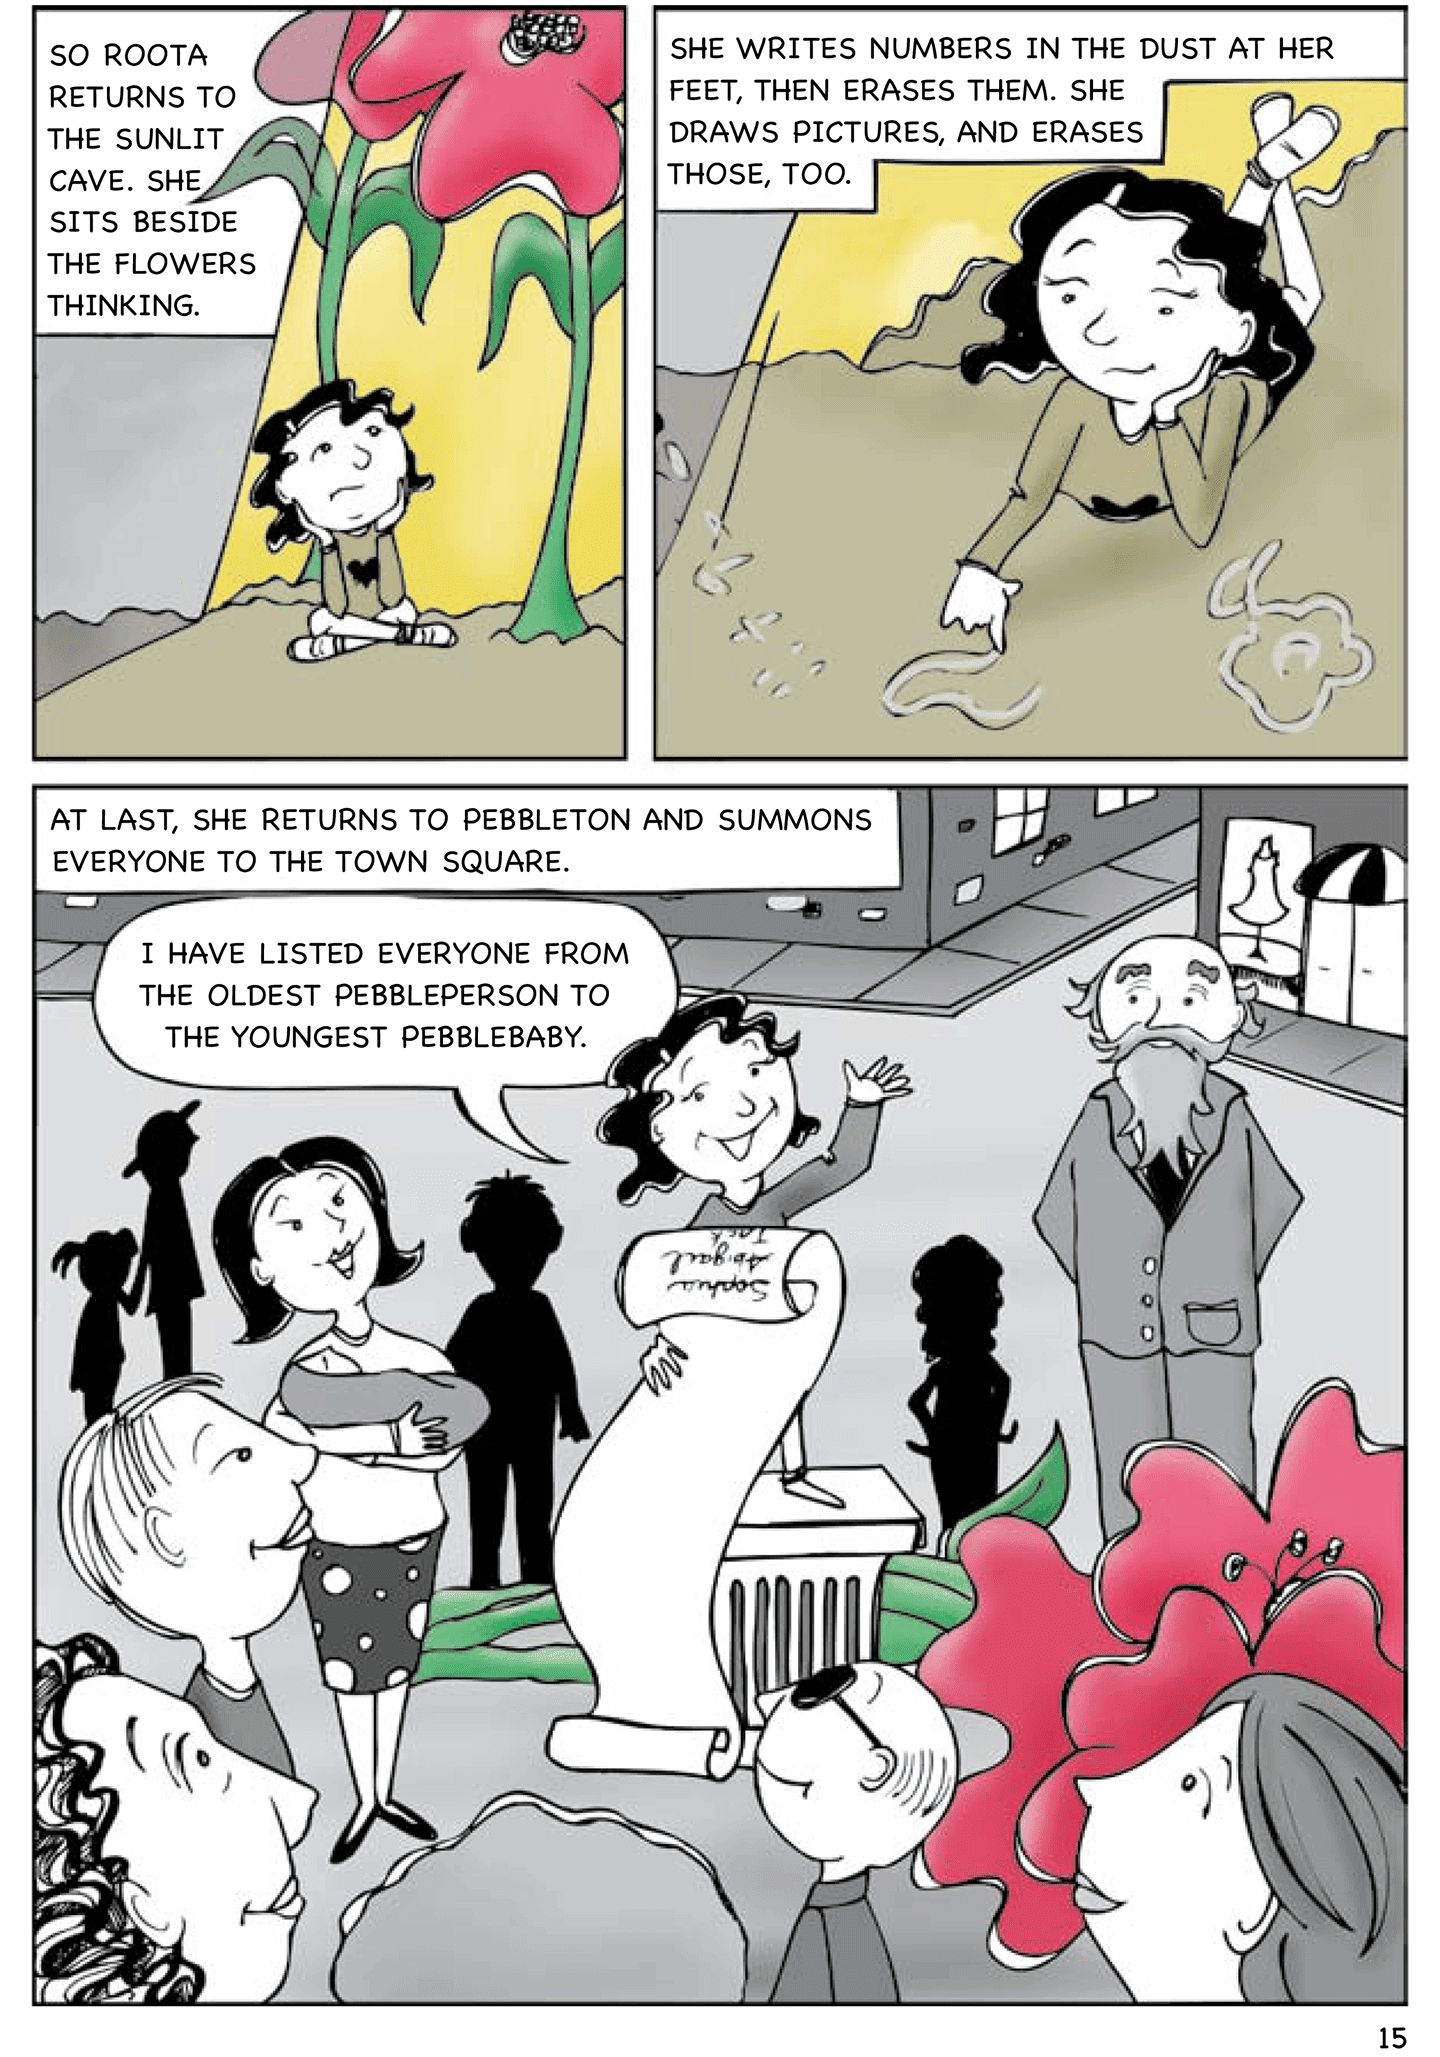 SO ROOTA
RETURNS TO
THE SUNLIT
CAVE. SHE
SITS BESIDE
THE FLOWERS
THINKING.
SHE WRITES NUMBERS IN THE DUST AT HER
FEET, THEN ERASES THEM. SHE
DRAWS PICTURES, AND ERASES
THOSE, TOO.
AT LAST, SHE RETURNS TO PEBBLETON AND SUMMONS
EVERYONE TO THE TOWN SQUARE.
I HAVE LISTED EVERYONE FROM
THE OLDEST PEBBLEPERSON TO
THE YOUNGEST PEBBLEBABY.
Sophia
Abigail
Jack
15